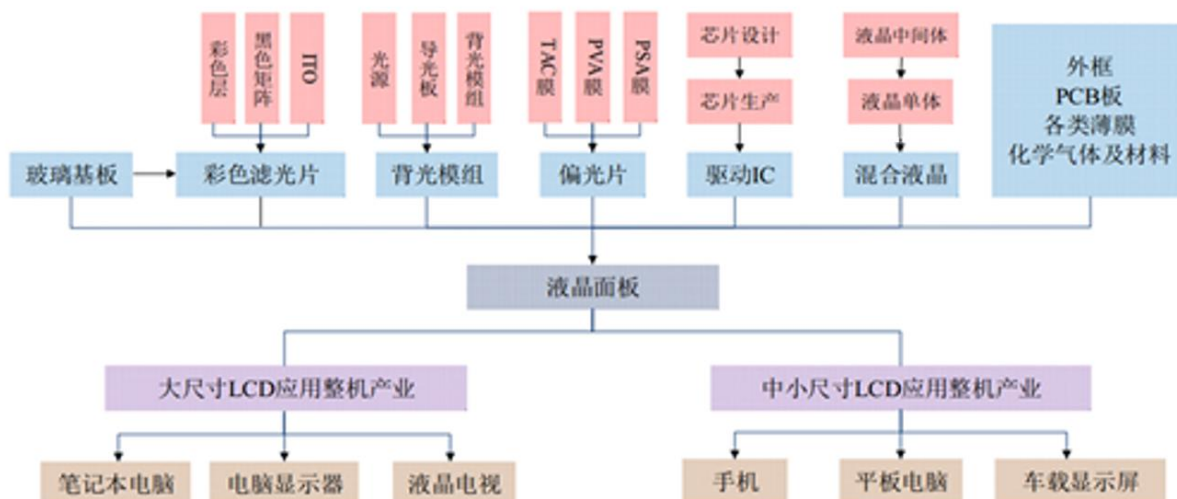 彩色层
黑色矩阵
ITO
光源
导光板
背光模组
TAC膜
PVA膜
PSA膜
芯片设计
液晶中间体
芯片生产
液晶单体
外框
PCB板
各类薄膜
化学气体及材料
玻璃基板
彩色滤光片
背光模组
偏光片
驱动IC
混合液晶
液晶面板
大尺寸LCD应用整机产业
中小尺寸LCD应用整机产业
笔记本电脑
电脑显示器
液晶电视
手机
平板电脑
车载显示屏